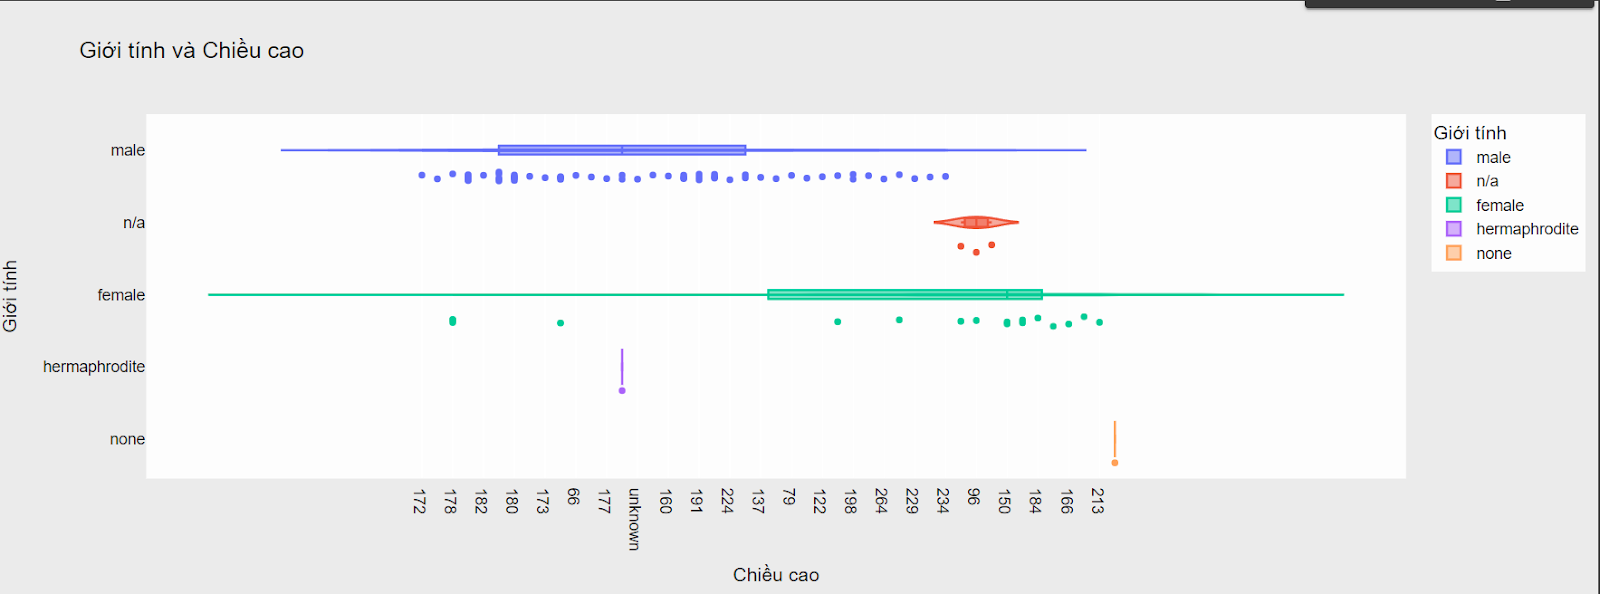 Giới tính và Chiều cao
Giới tính
male
n/a
female
hermaphrodite
none
172
178
182
180
173
66
177
unknown
160
191
224
137
79
122
198
264
229
234
96
150
184
166
213
Chiều cao
Giới tính
male
n/a
female
hermaphrodite
none